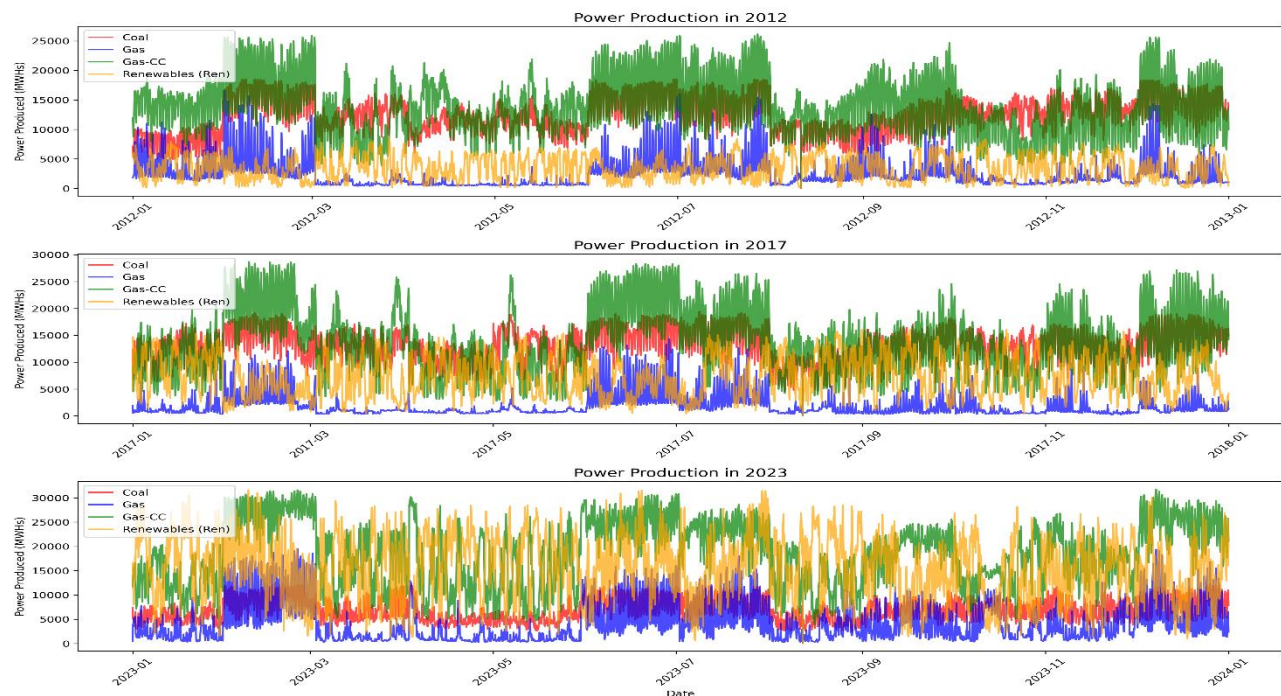 Power Production in 2012
Power Produced (MWHs)
Coal
Gas
Gas-CC
Renewables (Ren)
25000
20000
15000
10000
5000
0
2012-01
2012-03
2012-05
2012-07
2012-09
2012-11
2013-01
Power Production in 2017
Power Produced (MWHs)
Coal
Gas
Gas-CC
Renewables (Ren)
30000
25000
20000
15000
10000
5000
0
2017-01
2017-03
2017-05
2017-07
2017-09
2017-11
2018-01
Power Production in 2023
Power Produced (MWHs)
Coal
Gas
Gas-CC
Renewables (Ren)
30000
25000
20000
15000
10000
5000
0
2023-01
2023-03
2023-05
2023-07
2023-09
2023-11
2024-01
Date